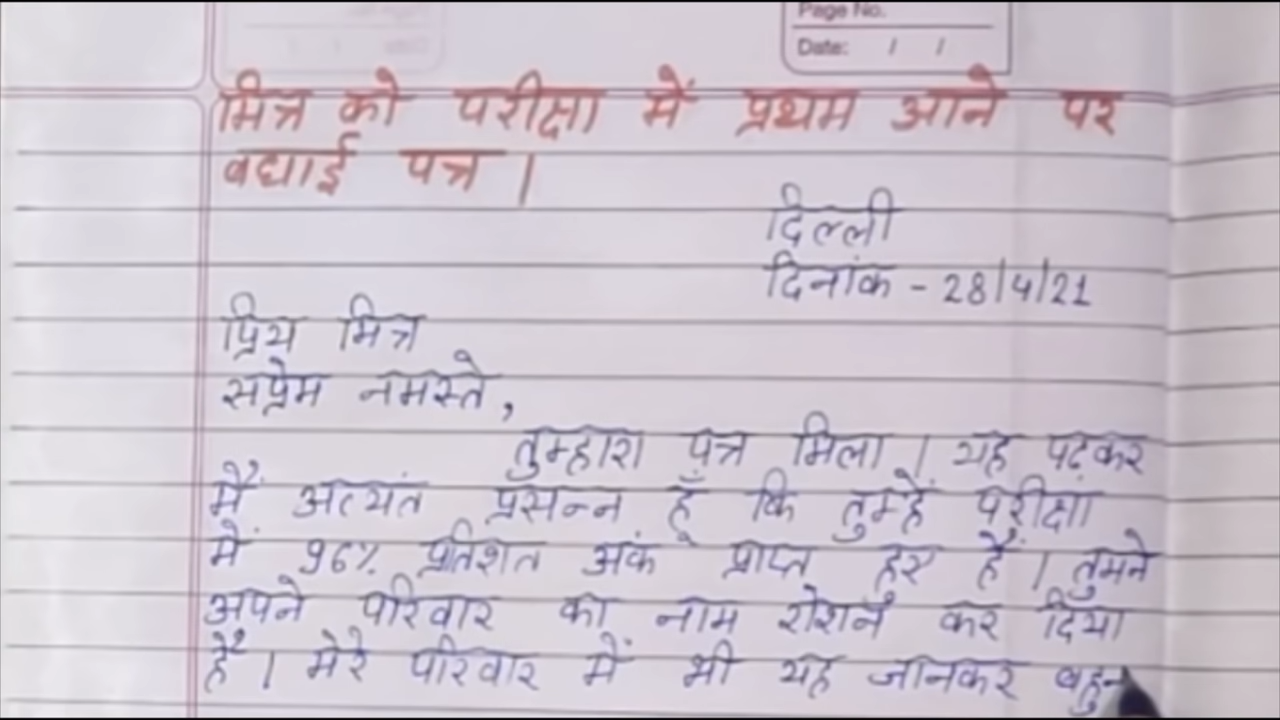 Page No.
Date: / /
मित्र को परीक्षा में प्रथम आने पर
बधाई पत्र।
दिल्ली
दिनांक - 28/4/21
प्रिय मित्र
सप्रेम नमस्ते,
तुम्हारा पत्र मिला। यह पढ़कर
मैं अत्यंत प्रसन्न हूँ कि तुम्हें परीक्षा
में 96% प्रतिशत अंक प्राप्त हुए हैं। तुमने
अपने परिवार का नाम रोशन कर दिया
है। मेरे परिवार में भी यह जानकर